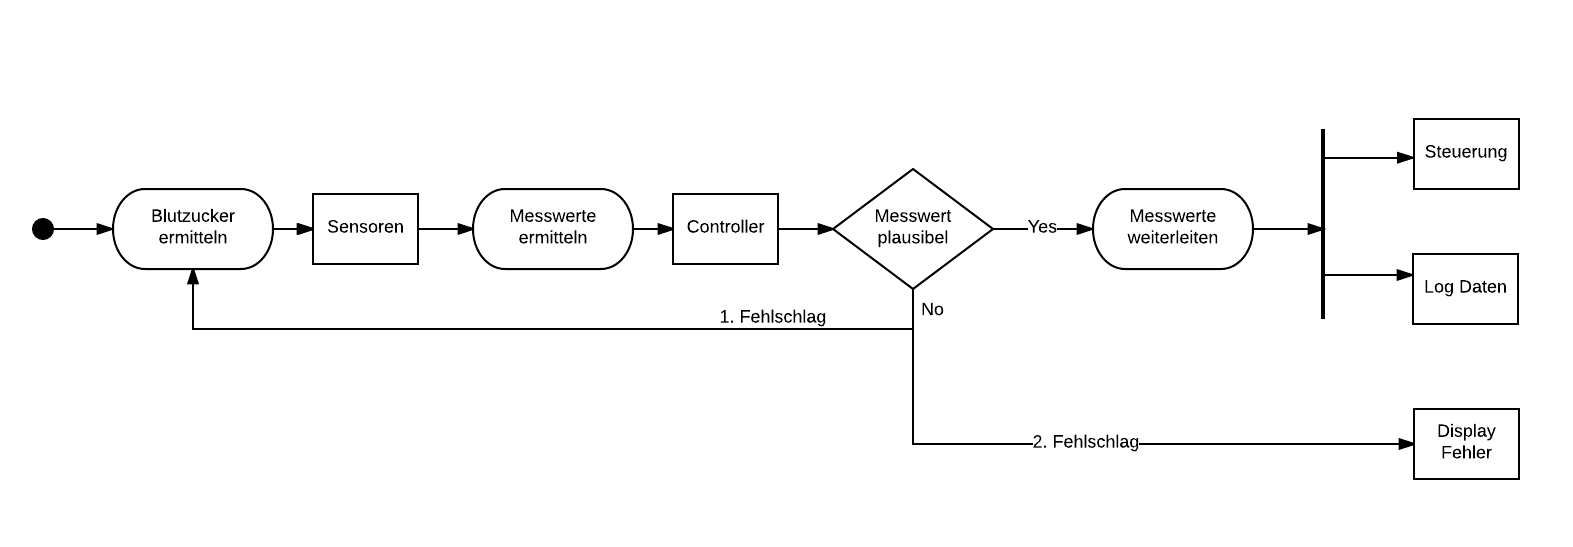 Blutzucker
ermitteln
Sensoren
Messwerte
ermitteln
Controller
Messwert
plausibel
Yes
Messwerte
weiterleiten
Steuerung
Log Daten
No
1. Fehlschlag
2. Fehlschlag
Display
Fehler